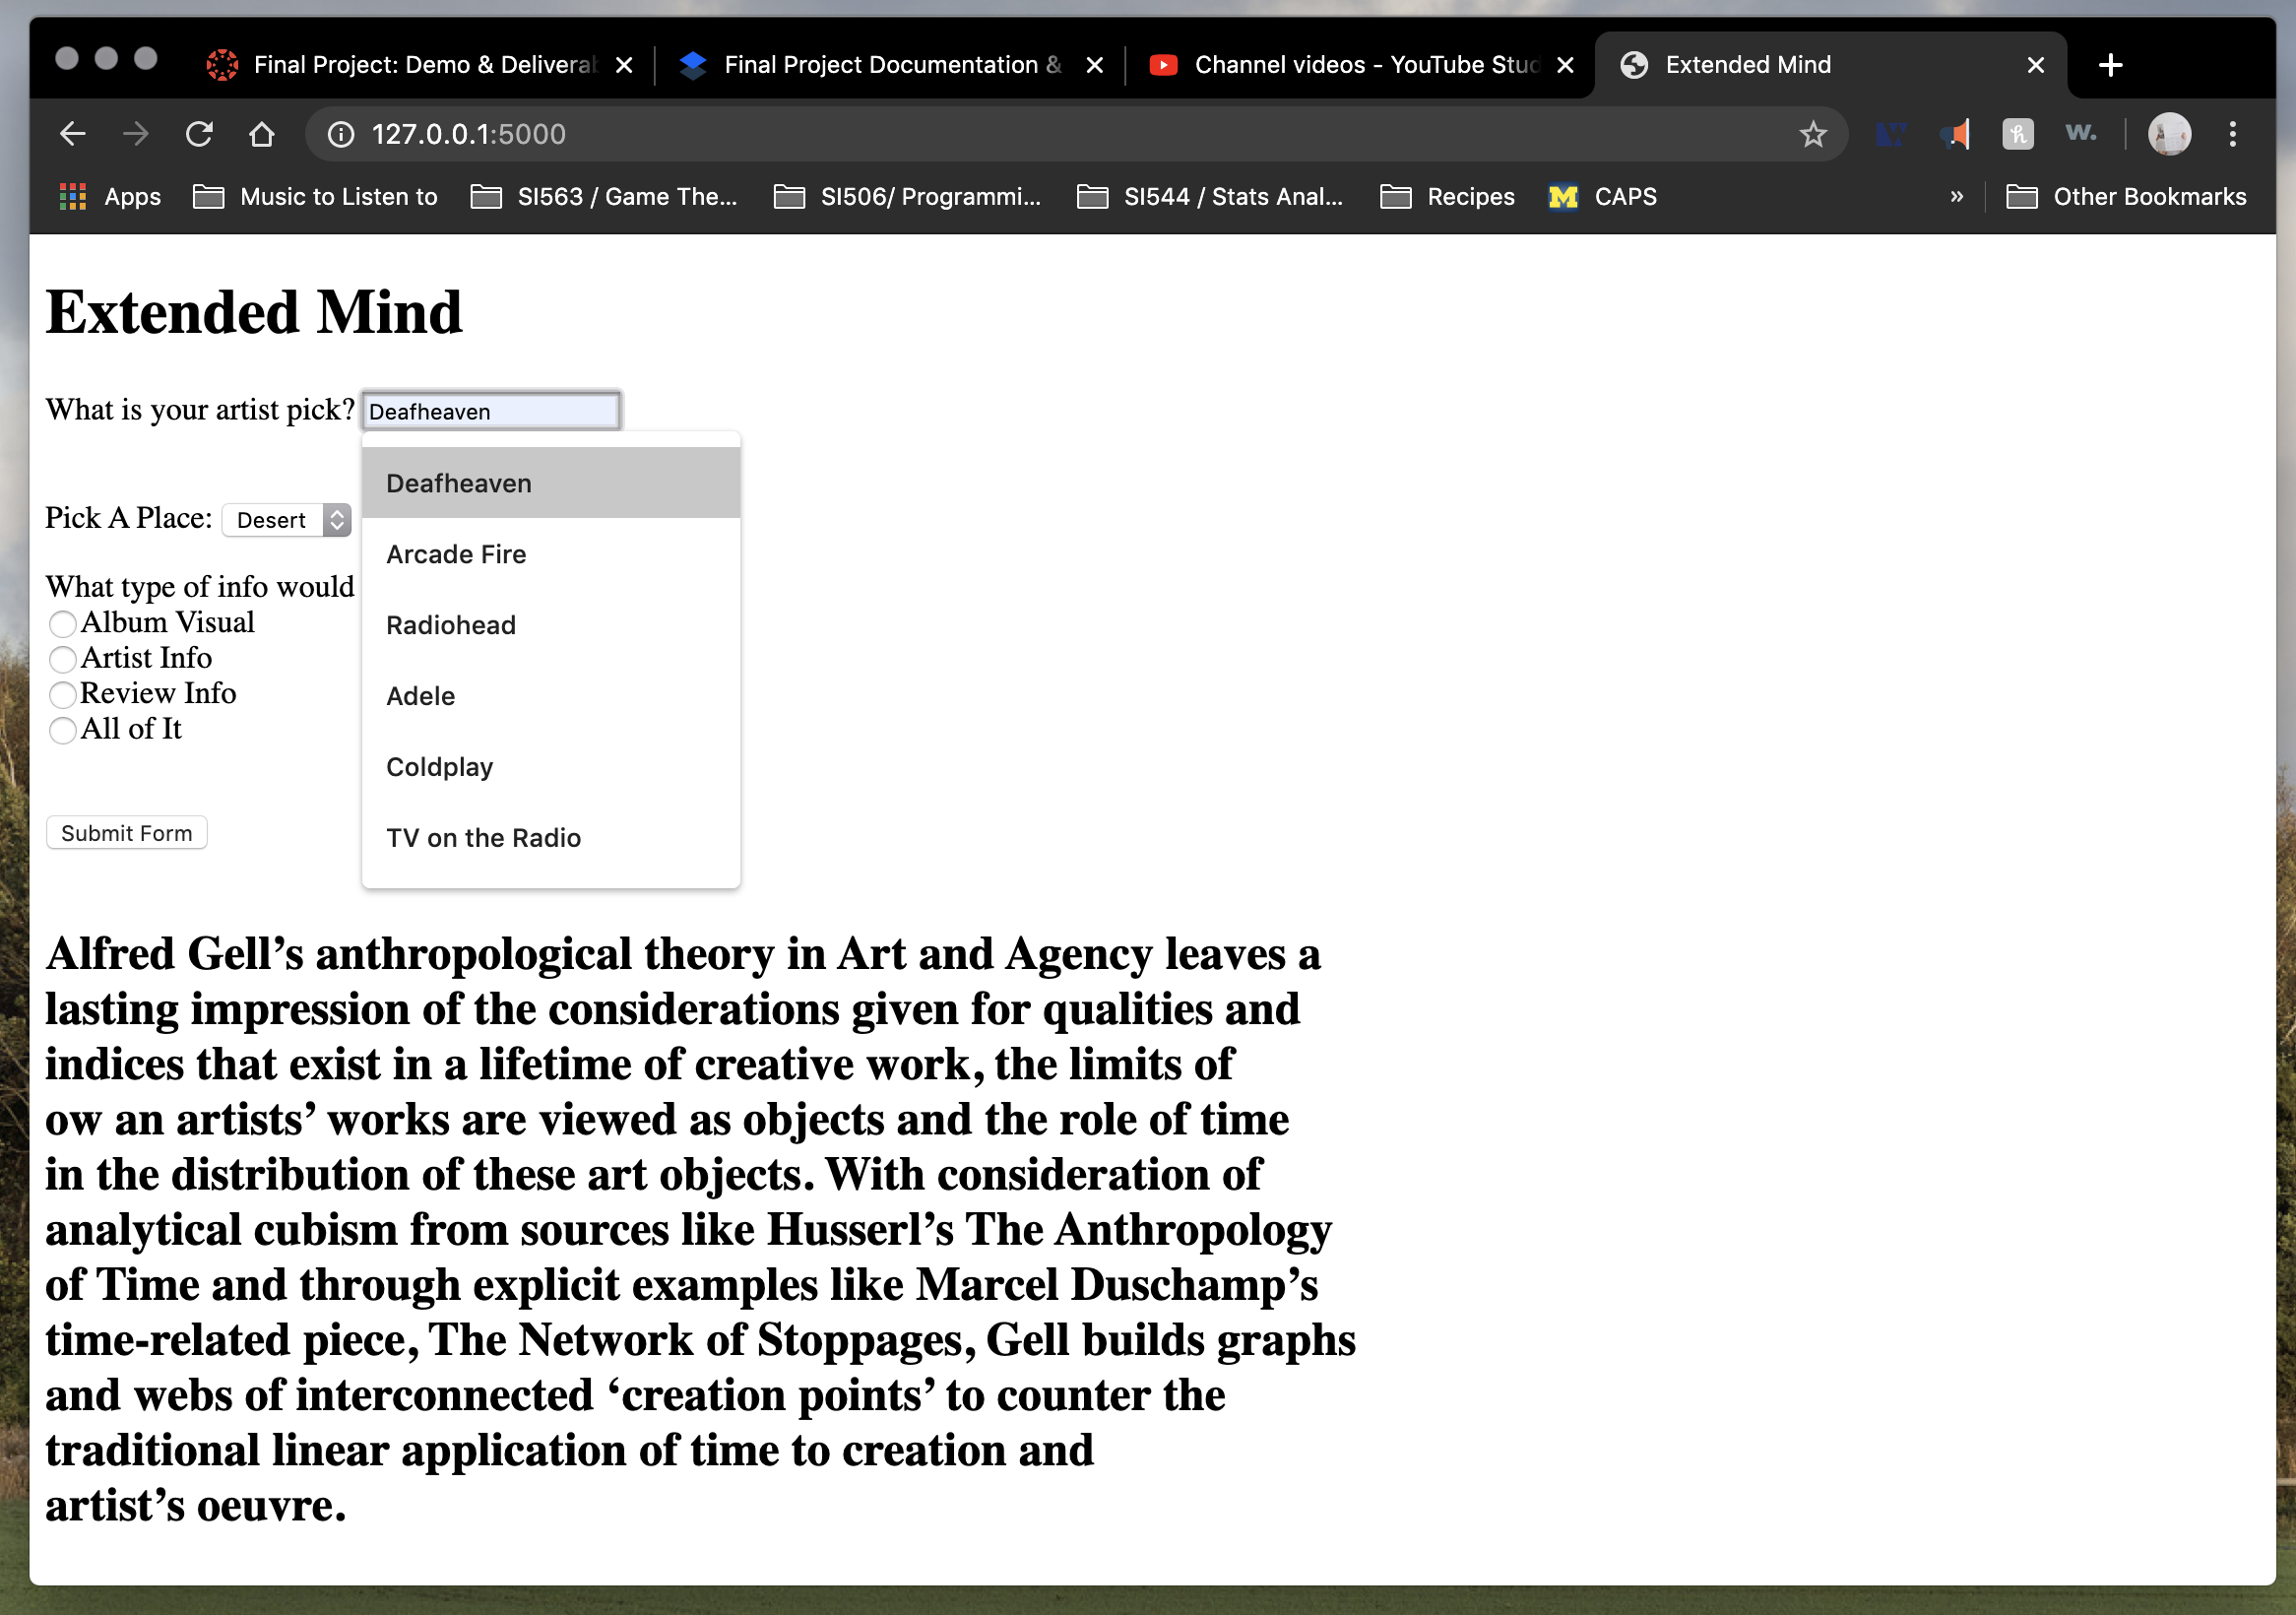 Final Project: Demo & Delivera
Final Project Documentation &
Channel videos - YouTube Stud
Extended Mind
127.0.0.1:5000
w.
Apps
Music to Listen to
SI563 / Game The...
SI506/ Programmi...
SI544 / Stats Anal...
Recipes
M CAPS
»
Other Bookmarks
Extended Mind
What is your artist pick? Deafheaven
Deafheaven
Arcade Fire
Radiohead
Adele
Coldplay
TV on the Radio
Pick A Place: Desert
What type of info would
Album Visual
Artist Info
Review Info
All of It
Submit Form
Alfred Gell’s anthropological theory in Art and Agency leaves a
lasting impression of the considerations given for qualities and
indices that exist in a lifetime of creative work, the limits of
ow an artists’ works are viewed as objects and the role of time
in the distribution of these art objects. With consideration of
analytical cubism from sources like Husserl’s The Anthropology
of Time and through explicit examples like Marcel Duschamp’s
time-related piece, The Network of Stoppages, Gell builds graphs
and webs of interconnected ‘creation points’ to counter the
traditional linear application of time to creation and
artist’s oeuvre.